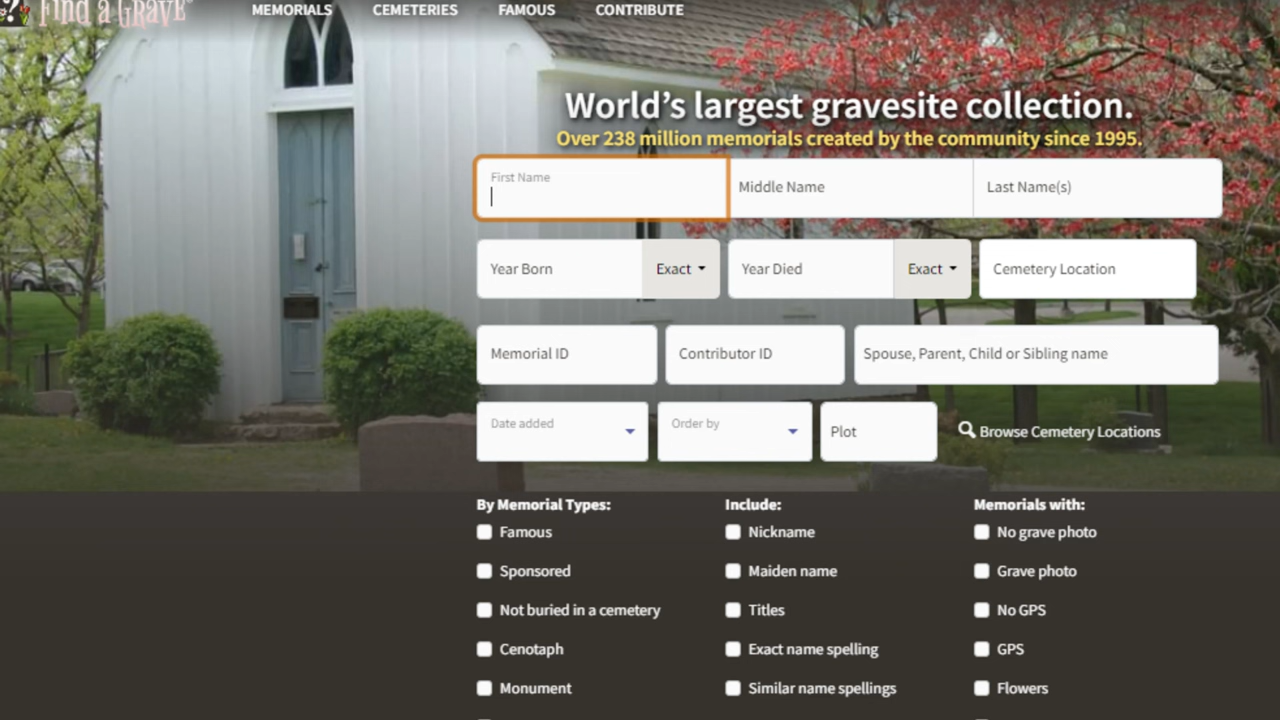 ? Find a GRAVE®
MEMORIALS CEMETERIES FAMOUS CONTRIBUTE
World's largest gravesite collection.
Over 238 million memorials created by the community since 1995.
First Name Middle Name Last Name(s)
Year Born Exact Year Died Exact Cemetery Location
Memorial ID Contributor ID Spouse, Parent, Child or Sibling name
Date added Order by Plot Browse Cemetery Locations
By Memorial Types: Include: Memorials with:
Famous Nickname No grave photo
Sponsored Maiden name Grave photo
Not buried in a cemetery Titles No GPS
Cenotaph Exact name spelling GPS
Monument Similar name spellings Flowers